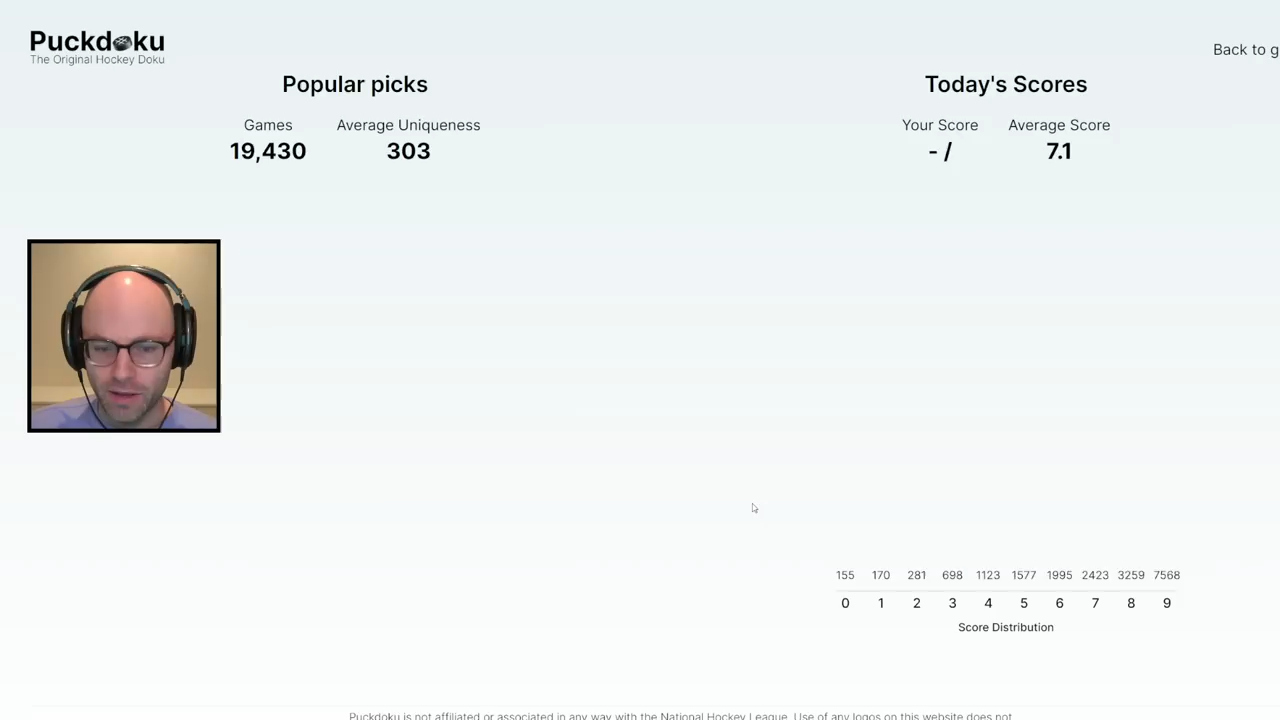 Puckdoku
The Original Hockey Doku
Back to g
Popular picks
Today's Scores
Games
Average Uniqueness
19,430
303
Your Score
Average Score
- /
7.1
155 170 281 698 1123 1577 1995 2423 3259 7568
0 1 2 3 4 5 6 7 8 9
Score Distribution
Puckdoku is not affiliated or associated in any way with the National Hockey League. Use of any logos on this website does not